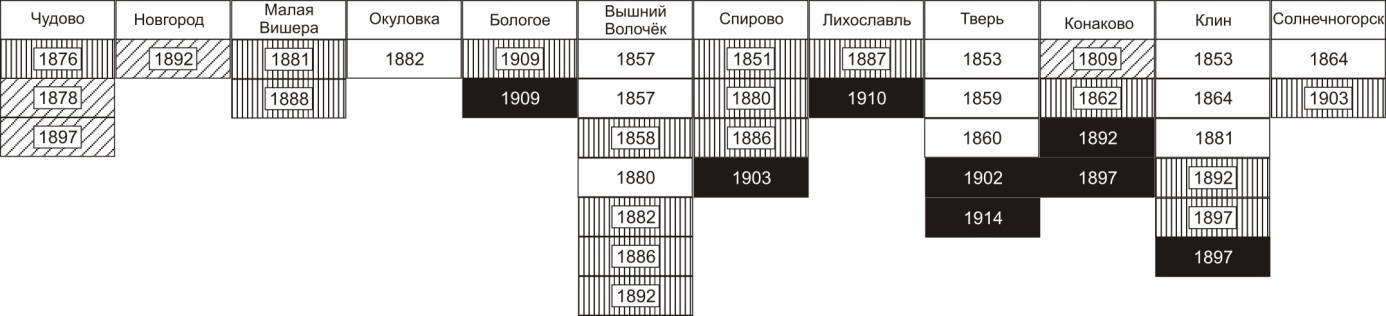 Чудово Новгород Малая Вишера Окуловка Бологое Вышний Волочёк Спирово Лихославль Тверь Конаково Клин Солнечногорск
1876 1892 1881 1882 1909 1857 1851 1887 1853 1809 1853 1864
1878 1888 1909 1857 1880 1910 1859 1862 1864 1903
1897 1858 1886 1860 1892 1881
1880 1903 1902 1897 1892
1882 1914 1897
1886 1897
1892